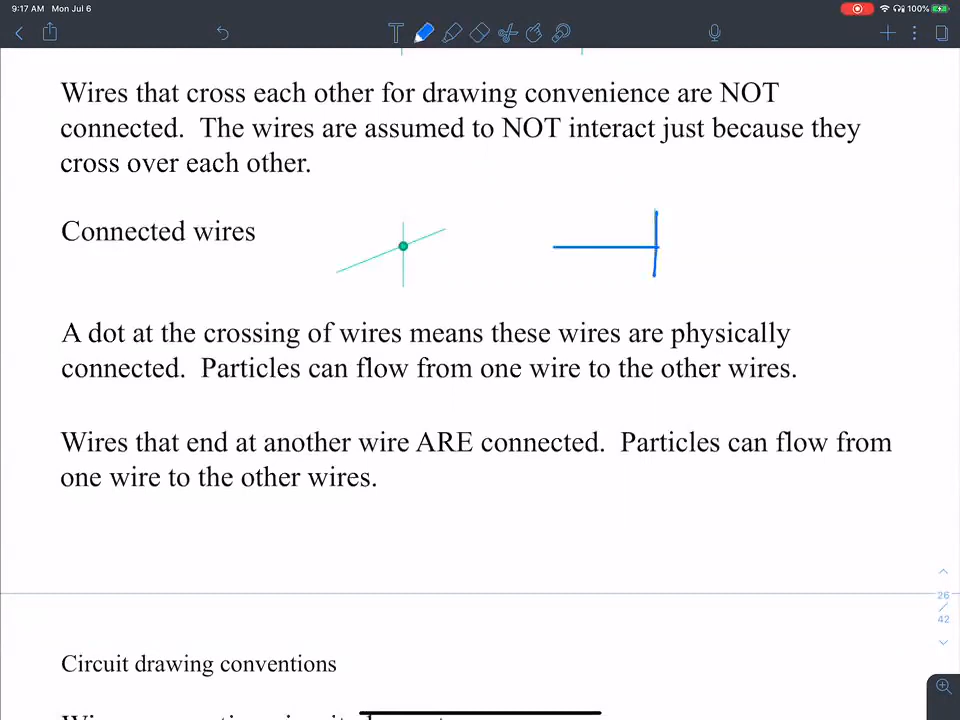 9:17 AM Mon Jul 6
100%
Wires that cross each other for drawing convenience are NOT
connected. The wires are assumed to NOT interact just because they
cross over each other.
Connected wires
A dot at the crossing of wires means these wires are physically
connected. Particles can flow from one wire to the other wires.
Wires that end at another wire ARE connected. Particles can flow from
one wire to the other wires.
26
/
42
Circuit drawing conventions